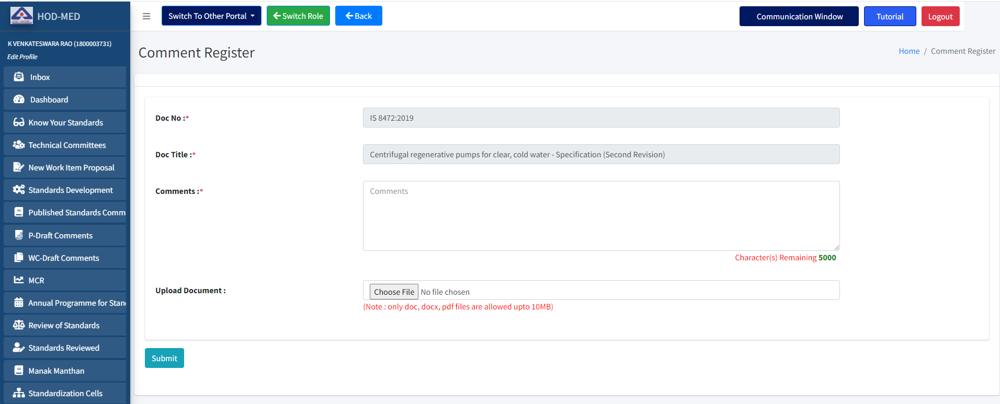 HOD-MED
Switch To Other Portal
Switch Role
Back
Communication Window
Tutorial
Logout
K VENKATESWARA RAO (1800003731)
Edit Profile
Inbox
Dashboard
Know Your Standards
Technical Committees
New Work Item Proposal
Standards Development
Published Standards Comm
P-Draft Comments
WC-Draft Comments
MCR
Annual Programme for Stan
Review of Standards
Standards Reviewed
Manak Manthan
Standardization Cells
Comment Register
Home / Comment Register
Doc No :*
IS 8472:2019
Doc Title :*
Centrifugal regenerative pumps for clear, cold water - Specification (Second Revision)
Comments :*
Comments
Character(s) Remaining 5000
Upload Document :
Choose File No file chosen
(Note : only doc, docx, pdf files are allowed upto 10MB)
Submit